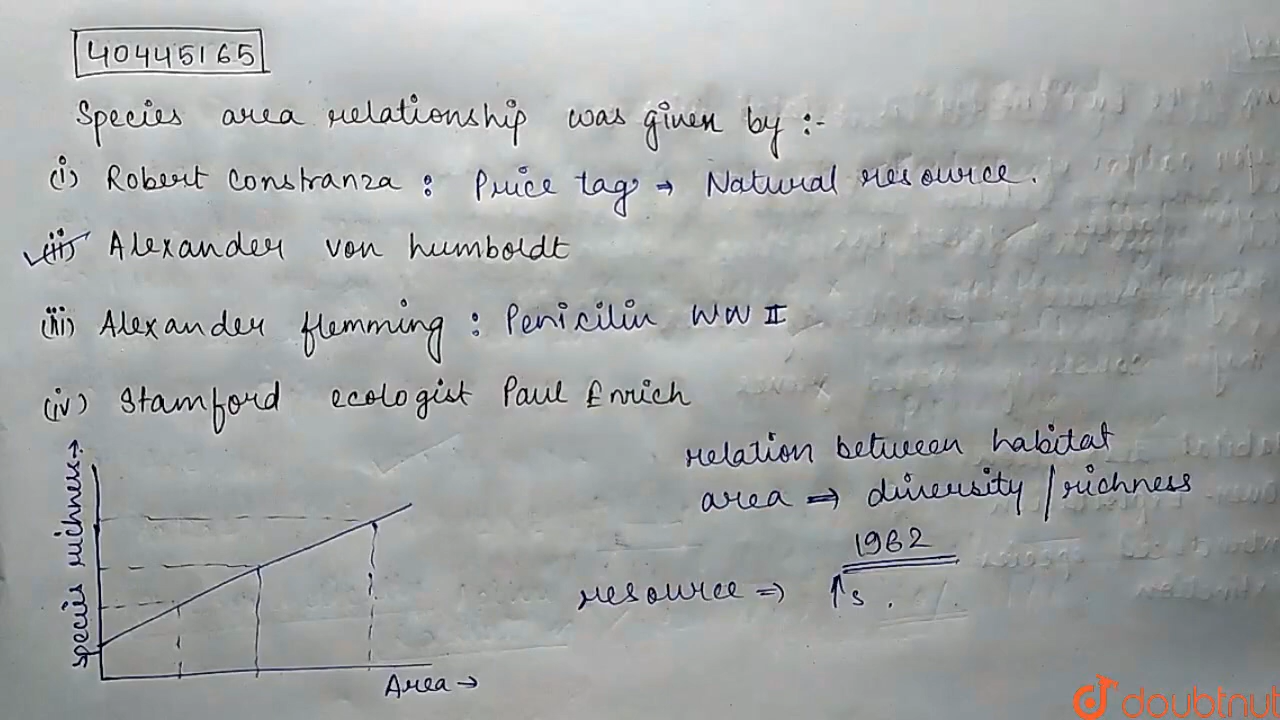 40445165
Species area relationship was given by :-
(i) Robert Constranza : Price tags → Natural resource.
(ii) Alexander von humboldt
(iii) Alexander flemming : Penicilin WW II
(iv) Stamford ecologist Paul Enrich
relation between habitat
area ⇒ diversity / richness
1962
resource ⇒ ↑s.
Species richness →
Area →
doubtnut